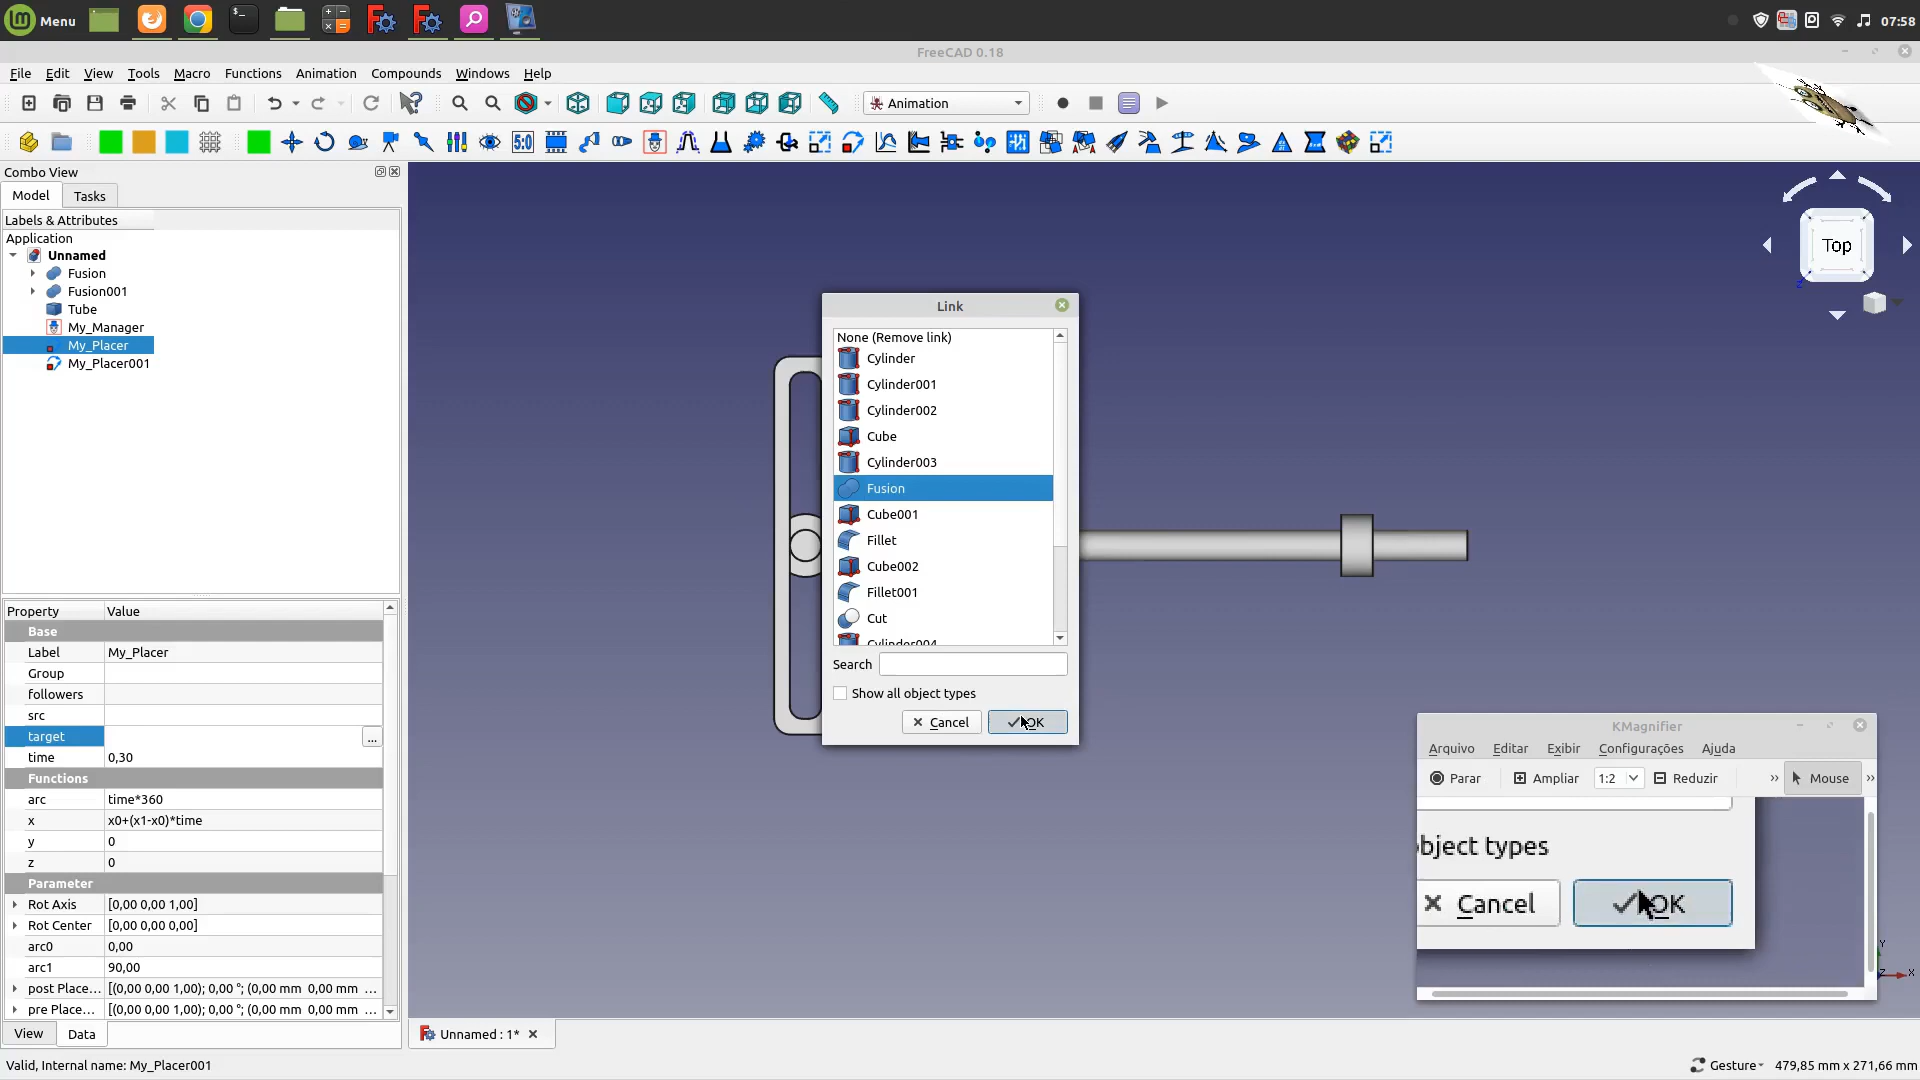 Menu
07:58
FreeCAD 0.18
File Edit View Tools Macro Functions Animation Compounds Windows Help
Animation
5:0
Combo View
Model Tasks
Labels & Attributes
Application
Unnamed
Fusion
Fusion001
Tube
My_Manager
My_Placer
My_Placer001
Property Value
Base
Label My_Placer
Group
followers
src
target ...
time 0,30
Functions
arc time*360
x x0+(x1-x0)*time
y 0
z 0
Parameter
Rot Axis [0,00 0,00 1,00]
Rot Center [0,00 0,00 0,00]
arc0 0,00
arc1 90,00
post Place... [(0,00 0,00 1,00); 0,00 °; (0,00 mm 0,00 mm ...
pre Place... [(0,00 0,00 1,00); 0,00 °; (0,00 mm 0,00 mm ...
View Data
Valid, Internal name: My_Placer001
Link
None (Remove link)
Cylinder
Cylinder001
Cylinder002
Cube
Cylinder003
Fusion
Cube001
Fillet
Cube002
Fillet001
Cut
Cylinder004
Search
Show all object types
Cancel OK
Top
Z
KMagnifier
Arquivo Editar Exibir Configurações Ajuda
Parar Ampliar 1:2 Reduzir Mouse
object types
Cancel OK
Y
Z X
Unnamed : 1*
Gesture 479,85 mm x 271,66 mm